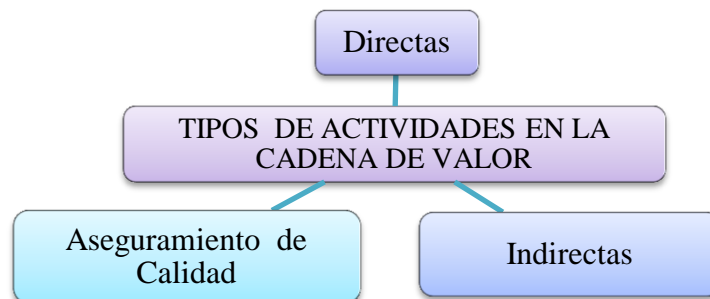 Directas
TIPOS DE ACTIVIDADES EN LA
CADENA DE VALOR
Aseguramiento de
Calidad
Indirectas